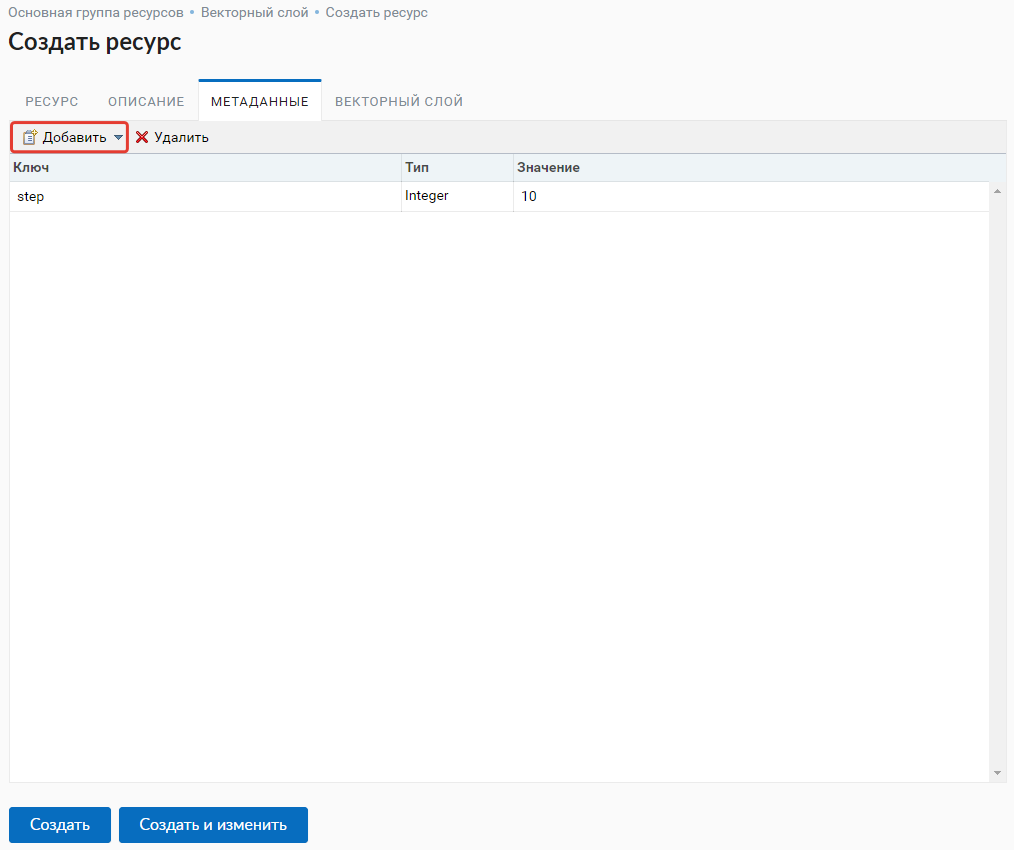 Основная группа ресурсов • Векторный слой • Создать ресурс
Создать ресурс
РЕСУРС ОПИСАНИЕ МЕТАДАННЫЕ ВЕКТОРНЫЙ СЛОЙ
Добавить Удалить
Ключ Тип Значение
step Integer 10
Создать Создать и изменить